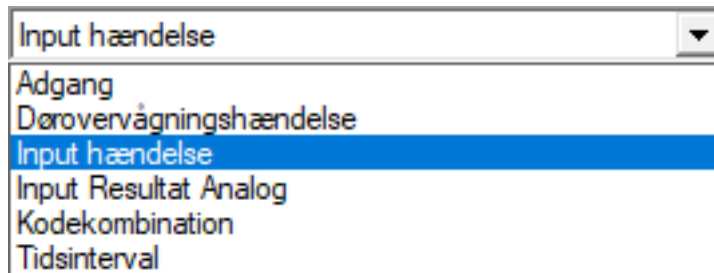 Input hændelse
Adgang
Dørovervågningshændelse
Input hændelse
Input Resultat Analog
Kodekombination
Tidsinterval